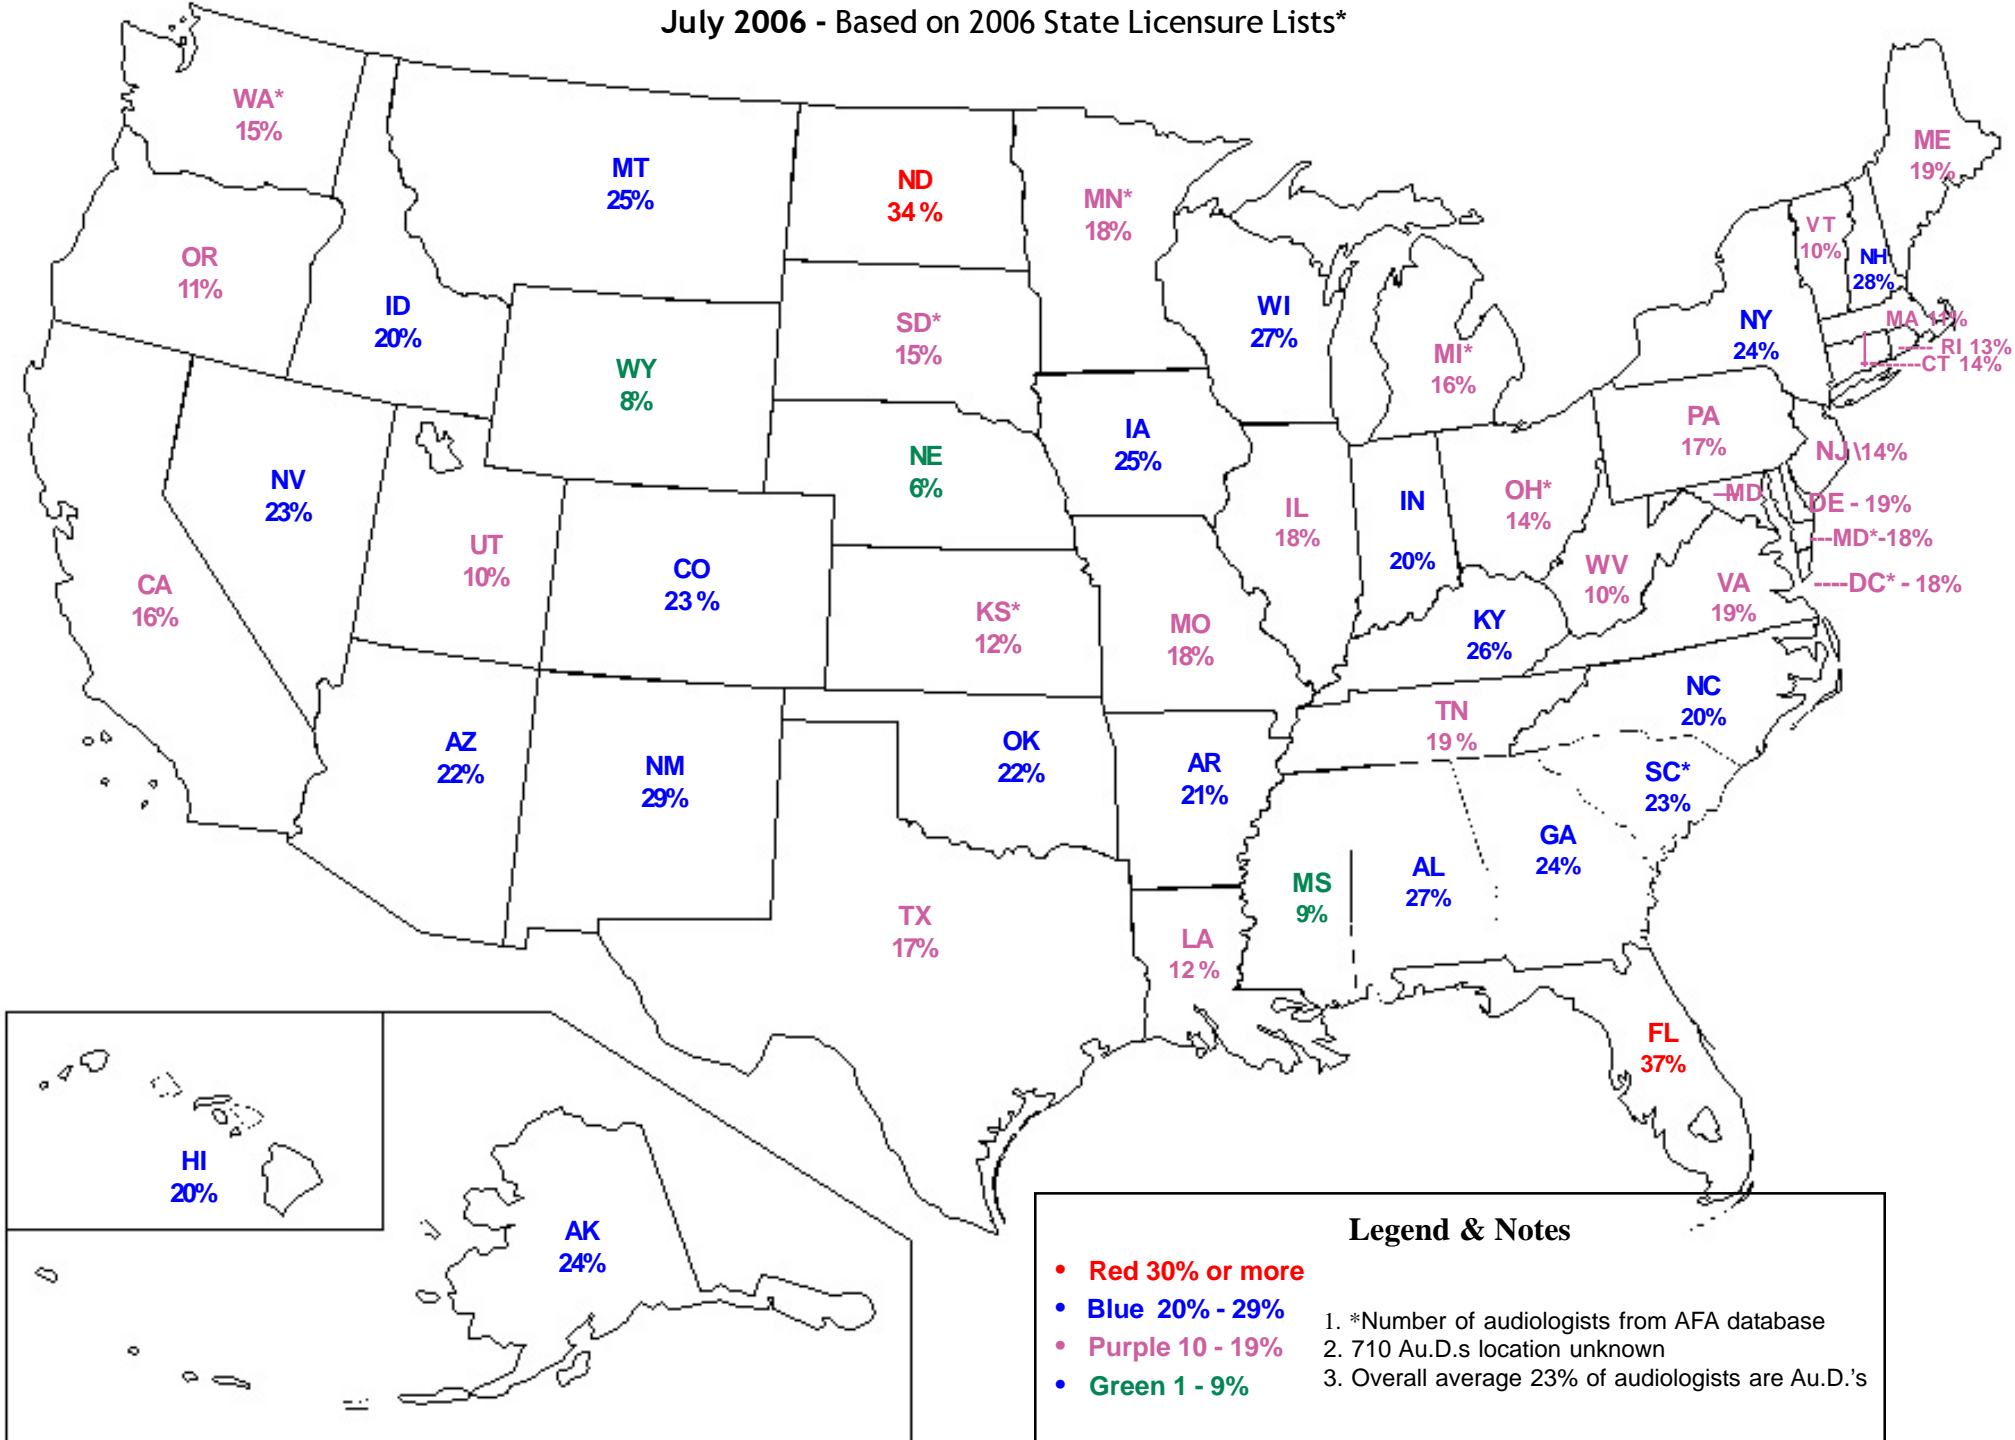 July 2006 - Based on 2006 State Licensure Lists*
WA*
15%
MT
25%
ND
34 %
MN*
18%
ME
19%
OR
11%
ID
20%
VT
10%
NH
28%
WY
8%
SD*
15%
WI
27%
MI*
16%
NY
24%
MA 11%
----- RI 13%
--------CT 14%
NV
23%
UT
10%
NE
6%
IA
25%
IL
18%
IN
20%
OH*
14%
PA
17%
NJ \14%
—MD
DE - 19%
---MD*-18%
----DC* - 18%
CA
16%
CO
23 %
KS*
12%
MO
18%
KY
26%
WV
10%
VA
19%
AZ
22%
NM
29%
OK
22%
AR
21%
TN
19 %
NC
20%
SC*
23%
TX
17%
LA
12 %
MS
9%
AL
27%
GA
24%
FL
37%
HI
20%
AK
24%
Legend & Notes
• Red 30% or more
• Blue 20% - 29%
• Purple 10 - 19%
• Green 1 - 9%
1. *Number of audiologists from AFA database
2. 710 Au.D.s location unknown
3. Overall average 23% of audiologists are Au.D.'s